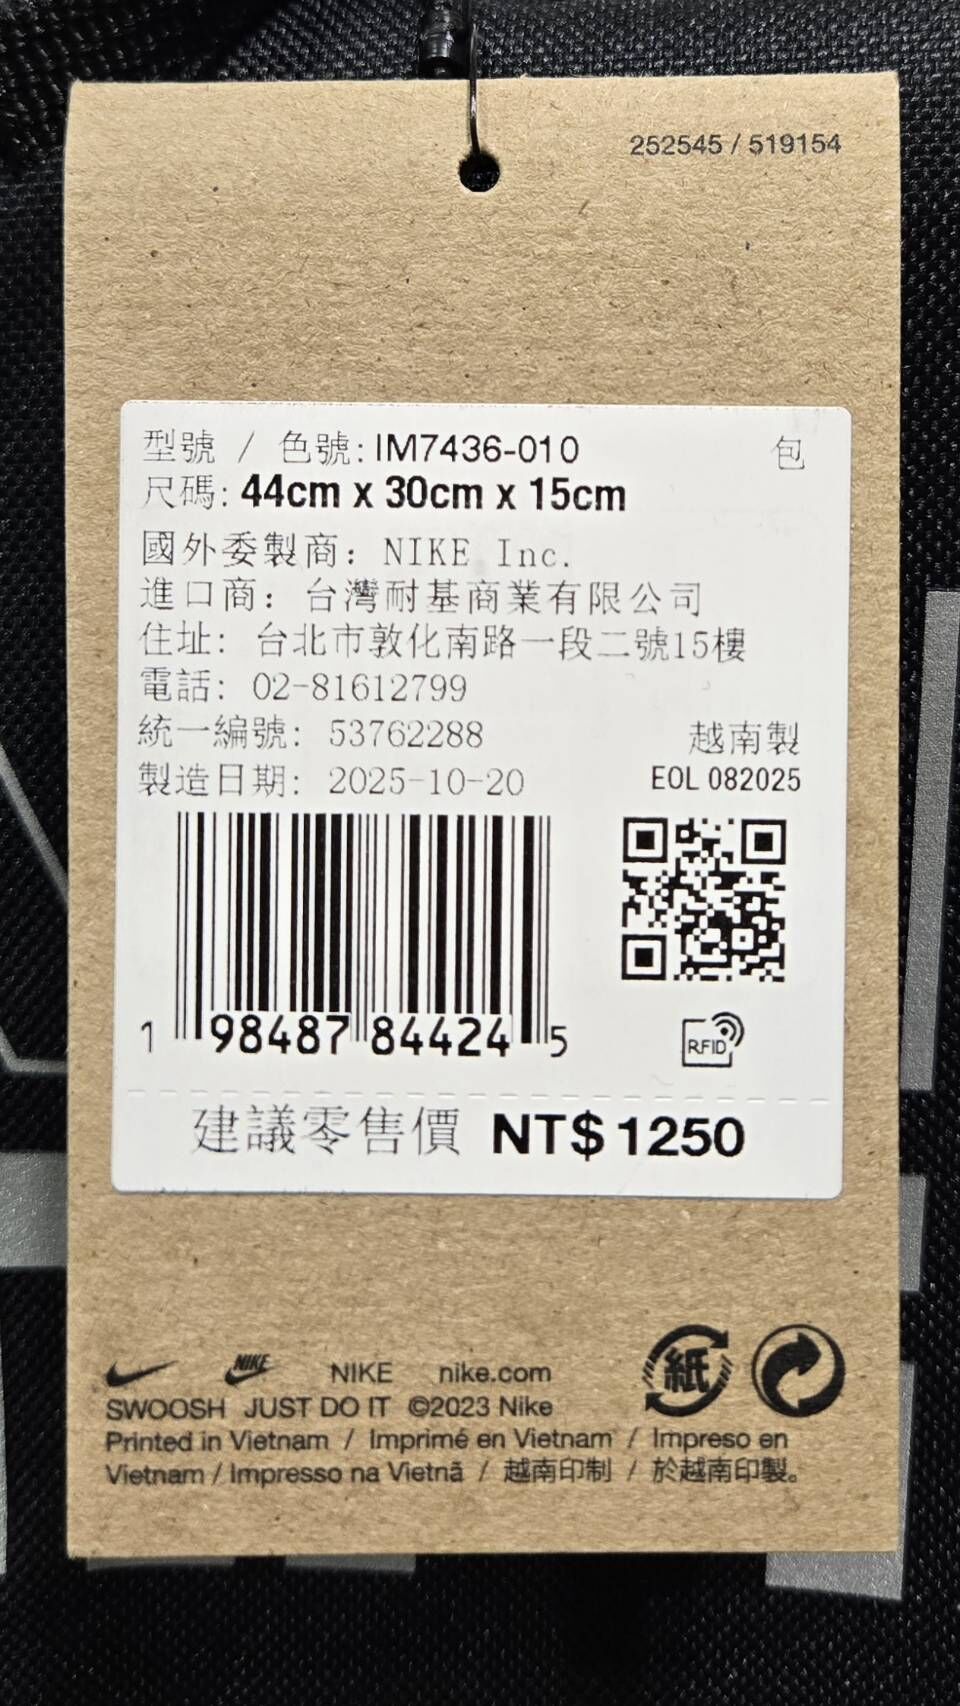 252545 / 519154
型號 / 色號: IM7436-010 包
尺碼: 44cm x 30cm x 15cm
國外委製商: NIKE Inc.
進口商: 台灣耐基商業有限公司
住址: 台北市敦化南路一段二號15樓
電話: 02-81612799
統一編號: 53762288 越南製
製造日期: 2025-10-20 EOL 082025
1 98487 84424 5
RFID
建議零售價 NT$1250
NIKE NIKE nike.com 紙
SWOOSH JUST DO IT ©2023 Nike
Printed in Vietnam / Imprimé en Vietnam / Impreso en
Vietnam / Impresso na Vietnã / 越南印制 / 於越南印製。